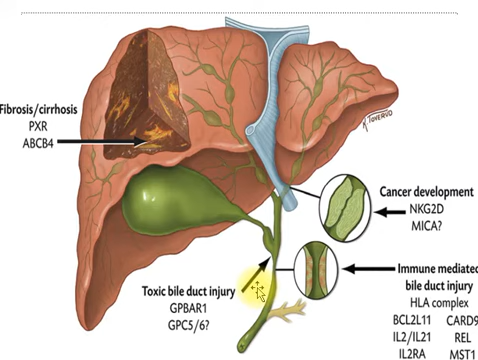 Fibrosis/cirrhosis
PXR
ABCB4
K. TOVERVO
Cancer development
NKG2D
MICA?
Toxic bile duct injury
GPBAR1
GPC5/6?
Immune mediated
bile duct injury
HLA complex
BCL2L11 CARD9
IL2/IL21 REL
IL2RA MST1